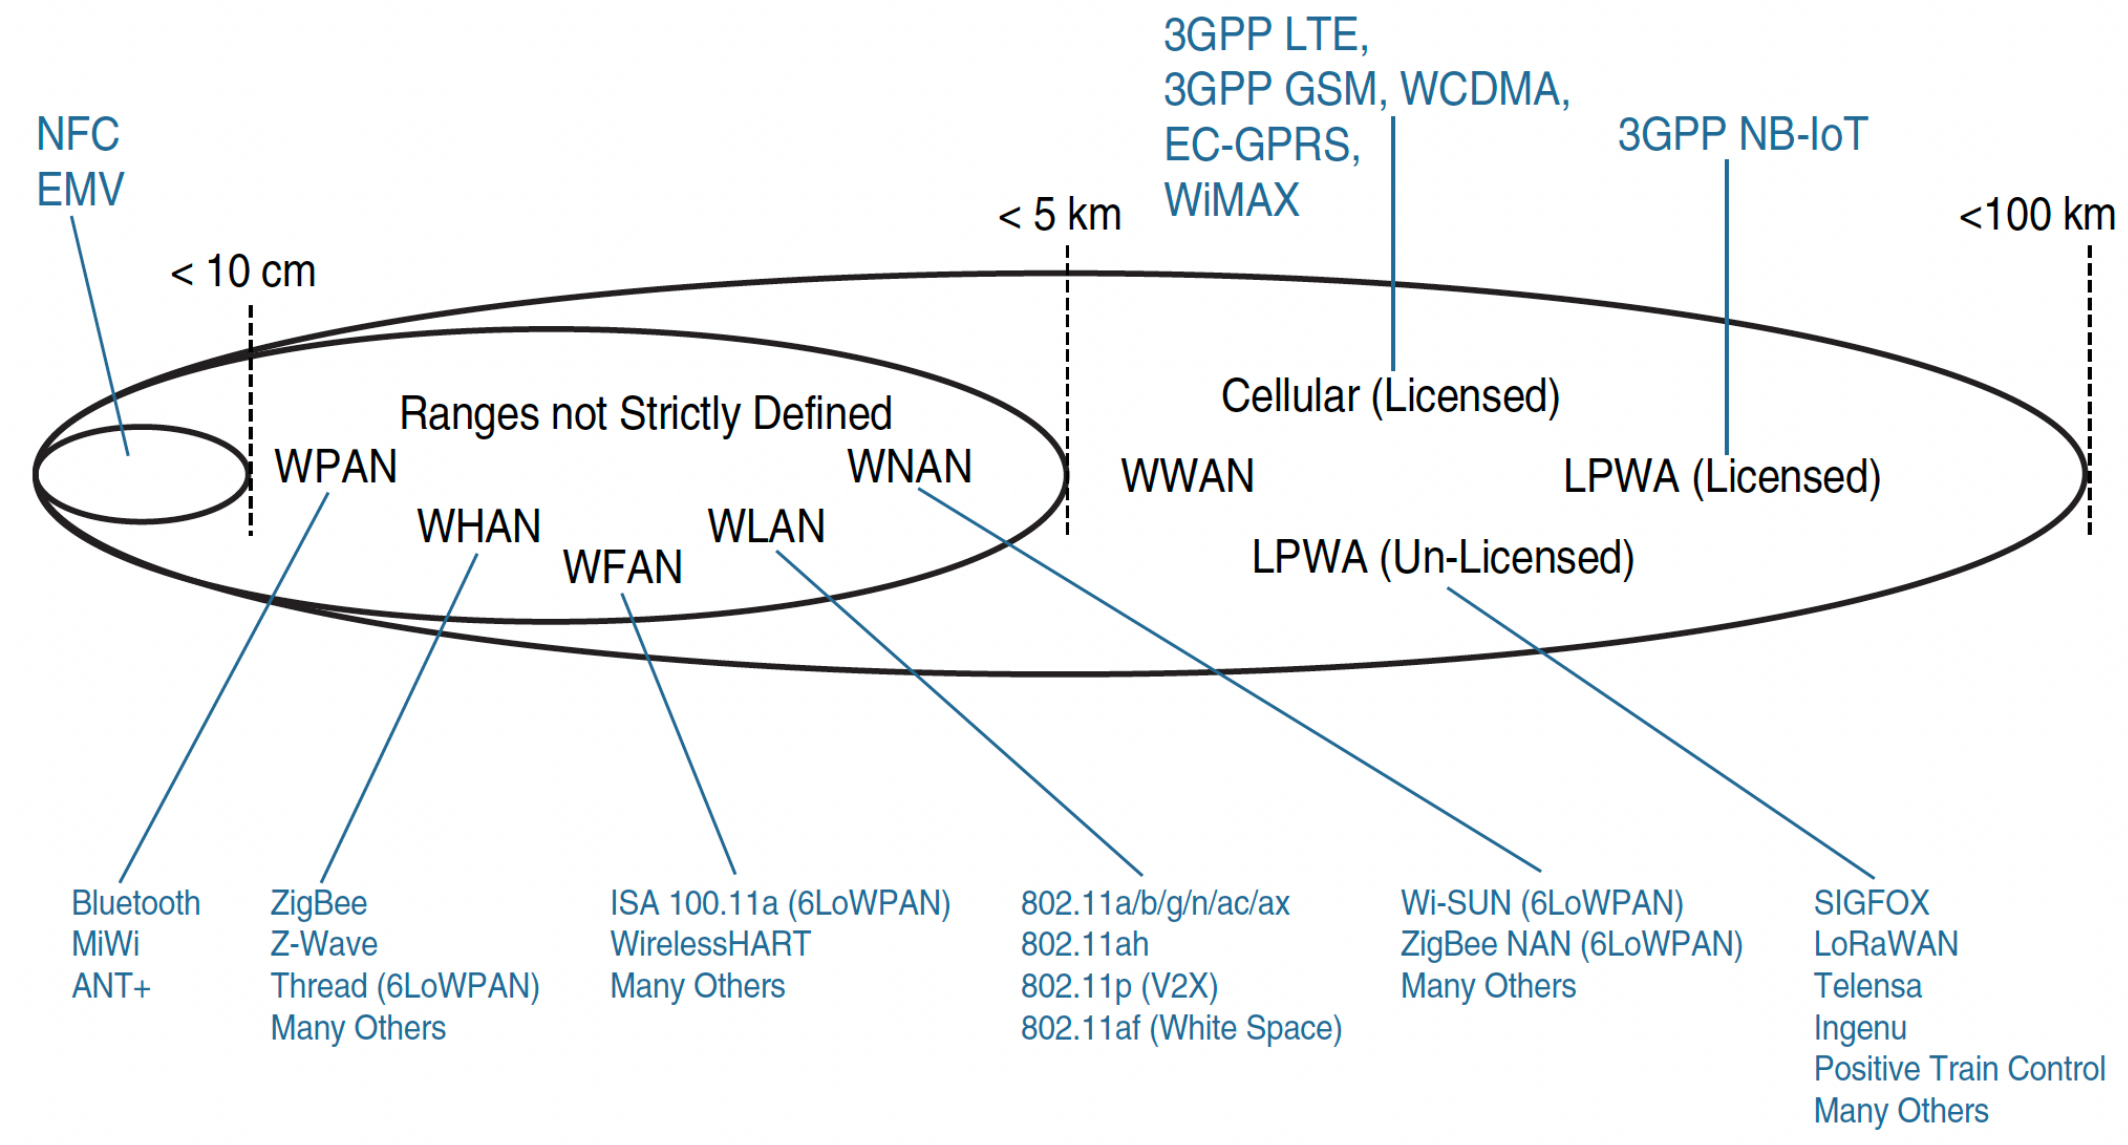 3GPP LTE,
3GPP GSM, WCDMA,
EC-GPRS,
WiMAX
NFC
EMV
3GPP NB-IoT
< 10 cm
< 5 km
<100 km
Ranges not Strictly Defined
Cellular (Licensed)
WPAN
WNAN
WWAN
LPWA (Licensed)
WHAN
WLAN
WFAN
LPWA (Un-Licensed)
Bluetooth
MiWi
ANT+
ZigBee
Z-Wave
Thread (6LoWPAN)
Many Others
ISA 100.11a (6LoWPAN)
WirelessHART
Many Others
802.11a/b/g/n/ac/ax
802.11ah
802.11p (V2X)
802.11af (White Space)
Wi-SUN (6LoWPAN)
ZigBee NAN (6LoWPAN)
Many Others
SIGFOX
LoRaWAN
Telensa
Ingenu
Positive Train Control
Many Others